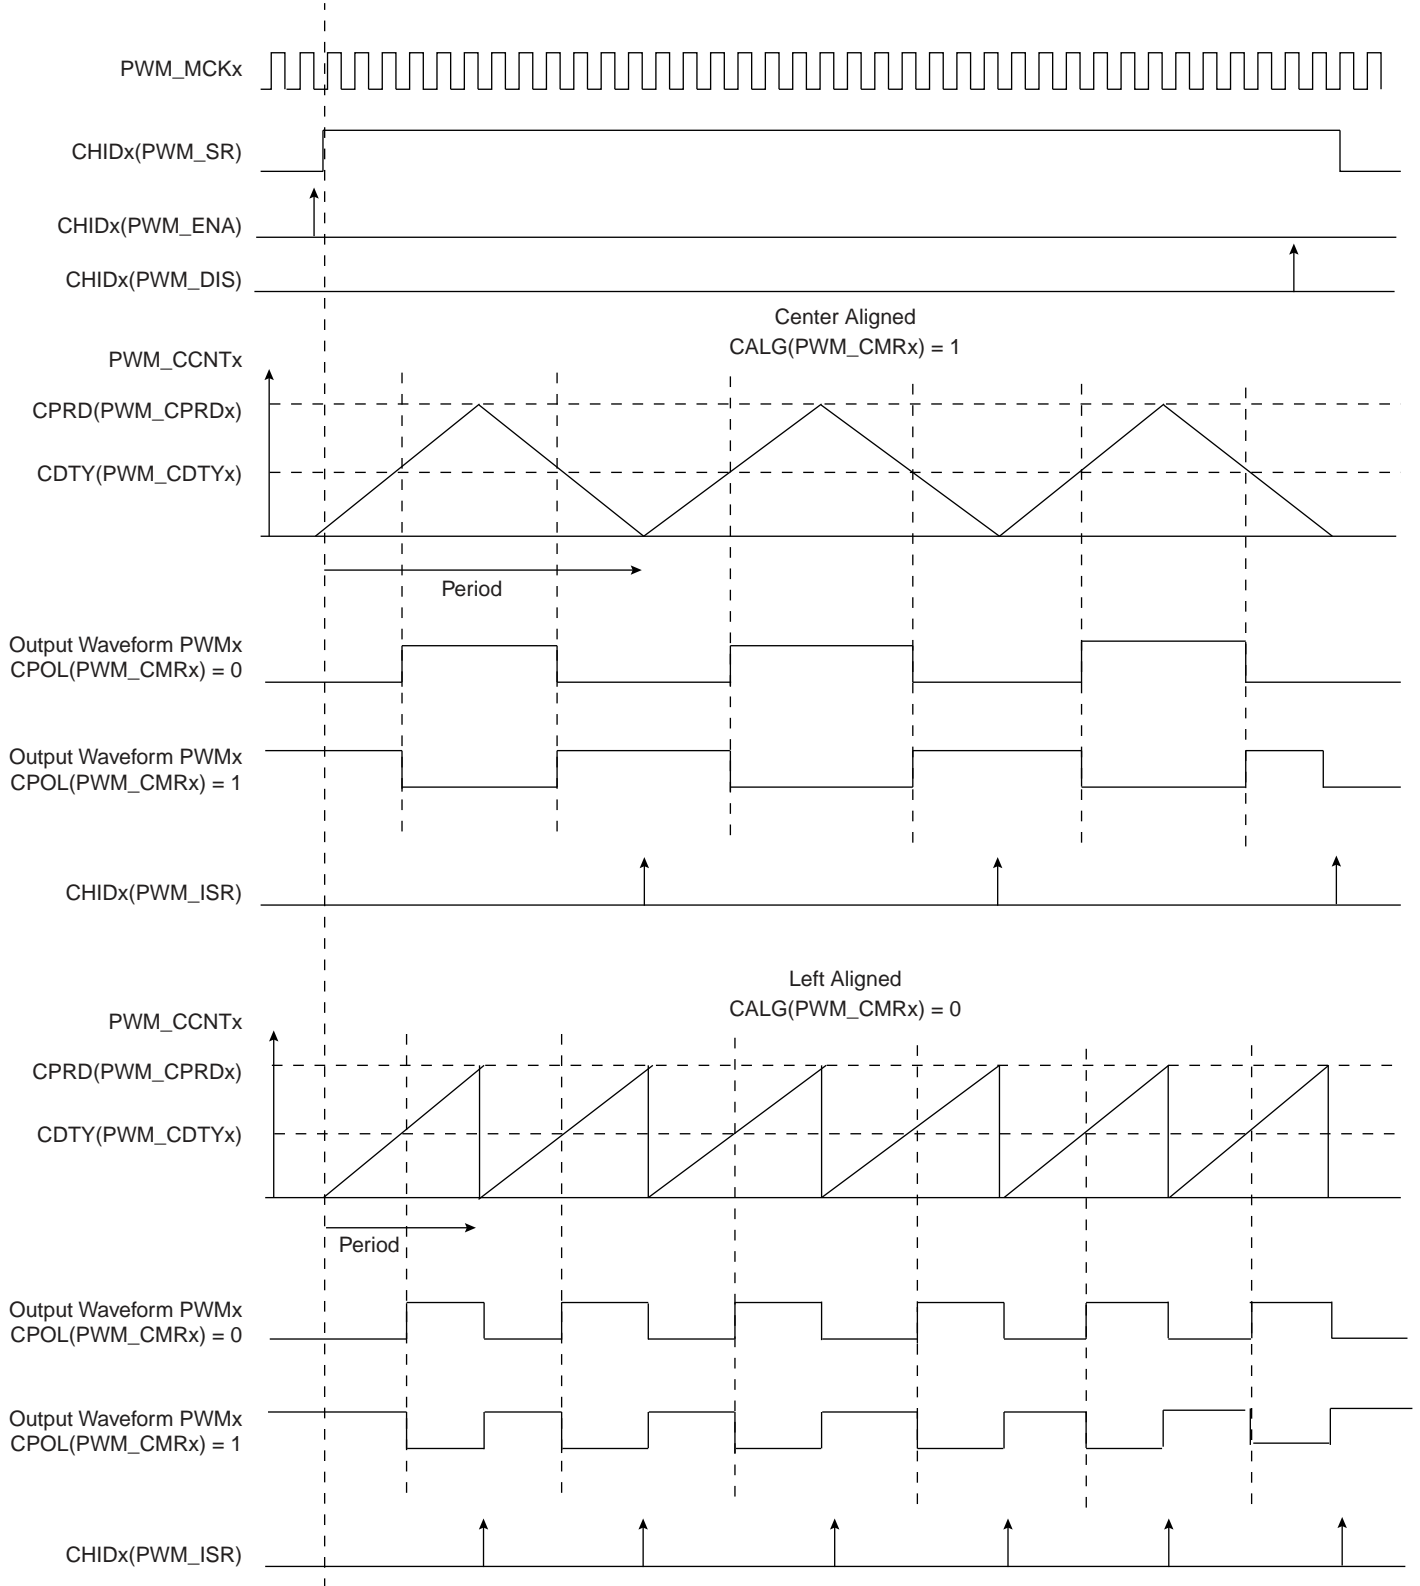 PWM_MCKx
CHIDx(PWM_SR)
CHIDx(PWM_ENA)
CHIDx(PWM_DIS)
Center Aligned
CALG(PWM_CMRx) = 1
PWM_CCNTx
CPRD(PWM_CPRDx)
CDTY(PWM_CDTYx)
Period
Output Waveform PWMx
CPOL(PWM_CMRx) = 0
Output Waveform PWMx
CPOL(PWM_CMRx) = 1
CHIDx(PWM_ISR)
Left Aligned
CALG(PWM_CMRx) = 0
PWM_CCNTx
CPRD(PWM_CPRDx)
CDTY(PWM_CDTYx)
Period
Output Waveform PWMx
CPOL(PWM_CMRx) = 0
Output Waveform PWMx
CPOL(PWM_CMRx) = 1
CHIDx(PWM_ISR)